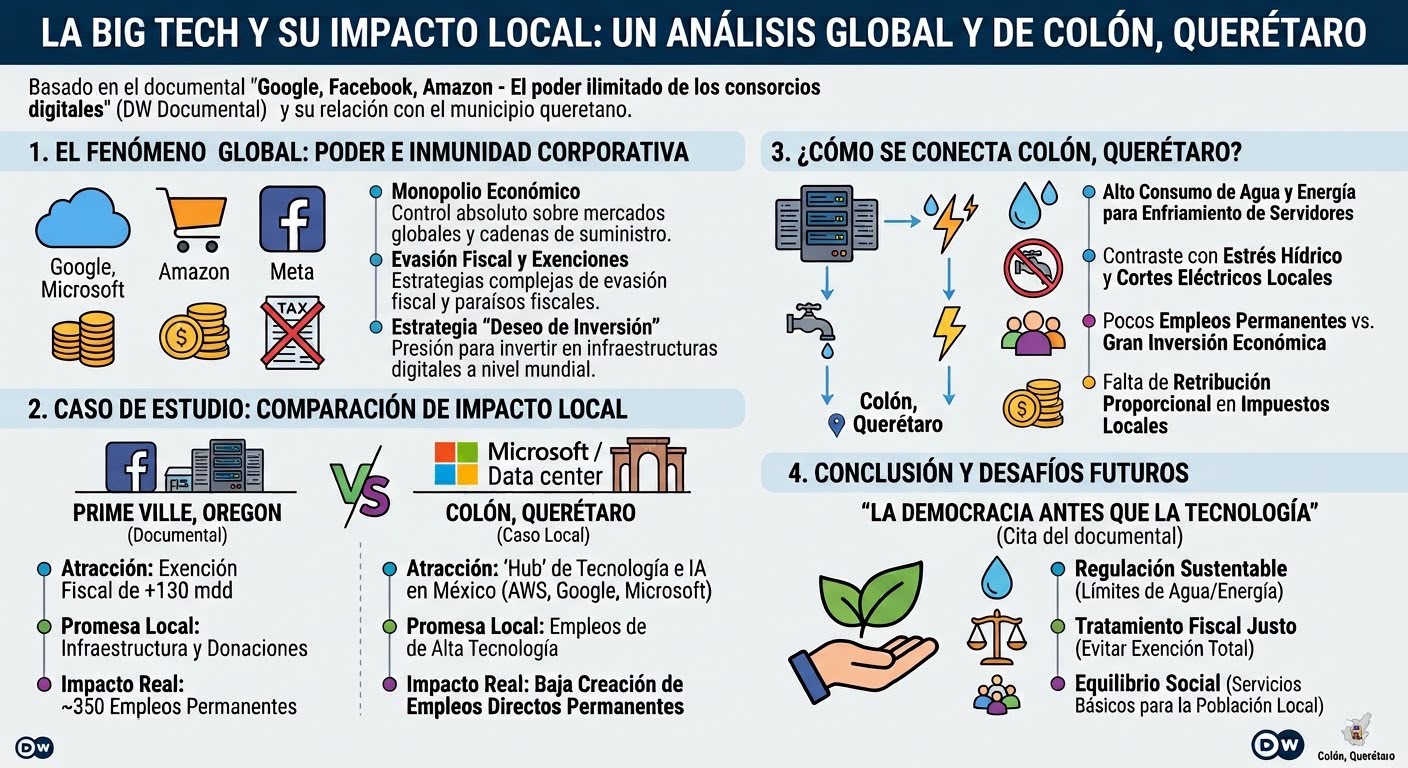 LA BIG TECH Y SU IMPACTO LOCAL: UN ANÁLISIS GLOBAL Y DE COLÓN, QUERÉTARO
Basado en el documental "Google, Facebook, Amazon - El poder ilimitado de los consorcios
digitales" (DW Documental) y su relación con el municipio queretano.
1. EL FENÓMENO GLOBAL: PODER E INMUNIDAD CORPORATIVA
Google,
Microsoft
Amazon
Meta
TAX
Monopolio Económico
Control absoluto sobre mercados
globales y cadenas de suministro.
Evasión Fiscal y Exenciones
Estrategias complejas de evasión
fiscal y paraísos fiscales.
Estrategia “Deseo de Inversión”
Presión para invertir en infraestructuras
digitales a nivel mundial.
2. CASO DE ESTUDIO: COMPARACIÓN DE IMPACTO LOCAL
PRIME VILLE, OREGON
(Documental)
Atracción: Exención
Fiscal de +130 mdd
Promesa Local:
Infraestructura y Donaciones
Impacto Real:
~350 Empleos Permanentes
VS
Microsoft /
Data center
COLÓN, QUERÉTARO
(Caso Local)
Atracción: ‘Hub’ de Tecnología e IA
en México (AWS, Google, Microsoft)
Promesa Local: Empleos de
de Alta Tecnología
Impacto Real: Baja Creación de
Empleos Directos Permanentes
3. ¿CÓMO SE CONECTA COLÓN, QUERÉTARO?
Colón,
Querétaro
Alto Consumo de Agua y Energía
para Enfriamiento de Servidores
Contraste con Estrés Hídrico
y Cortes Eléctricos Locales
Pocos Empleos Permanentes vs.
Gran Inversión Económica
Falta de Retribución
Proporcional en Impuestos
Locales
4. CONCLUSIÓN Y DESAFÍOS FUTUROS
“LA DEMOCRACIA ANTES QUE LA TECNOLOGÍA”
(Cita del documental)
Regulación Sustentable
(Límites de Agua/Energía)
Tratamiento Fiscal Justo
(Evitar Exención Total)
Equilibrio Social (Servicios
Básicos para la Población Local)
DW
DW
Colón, Querétaro